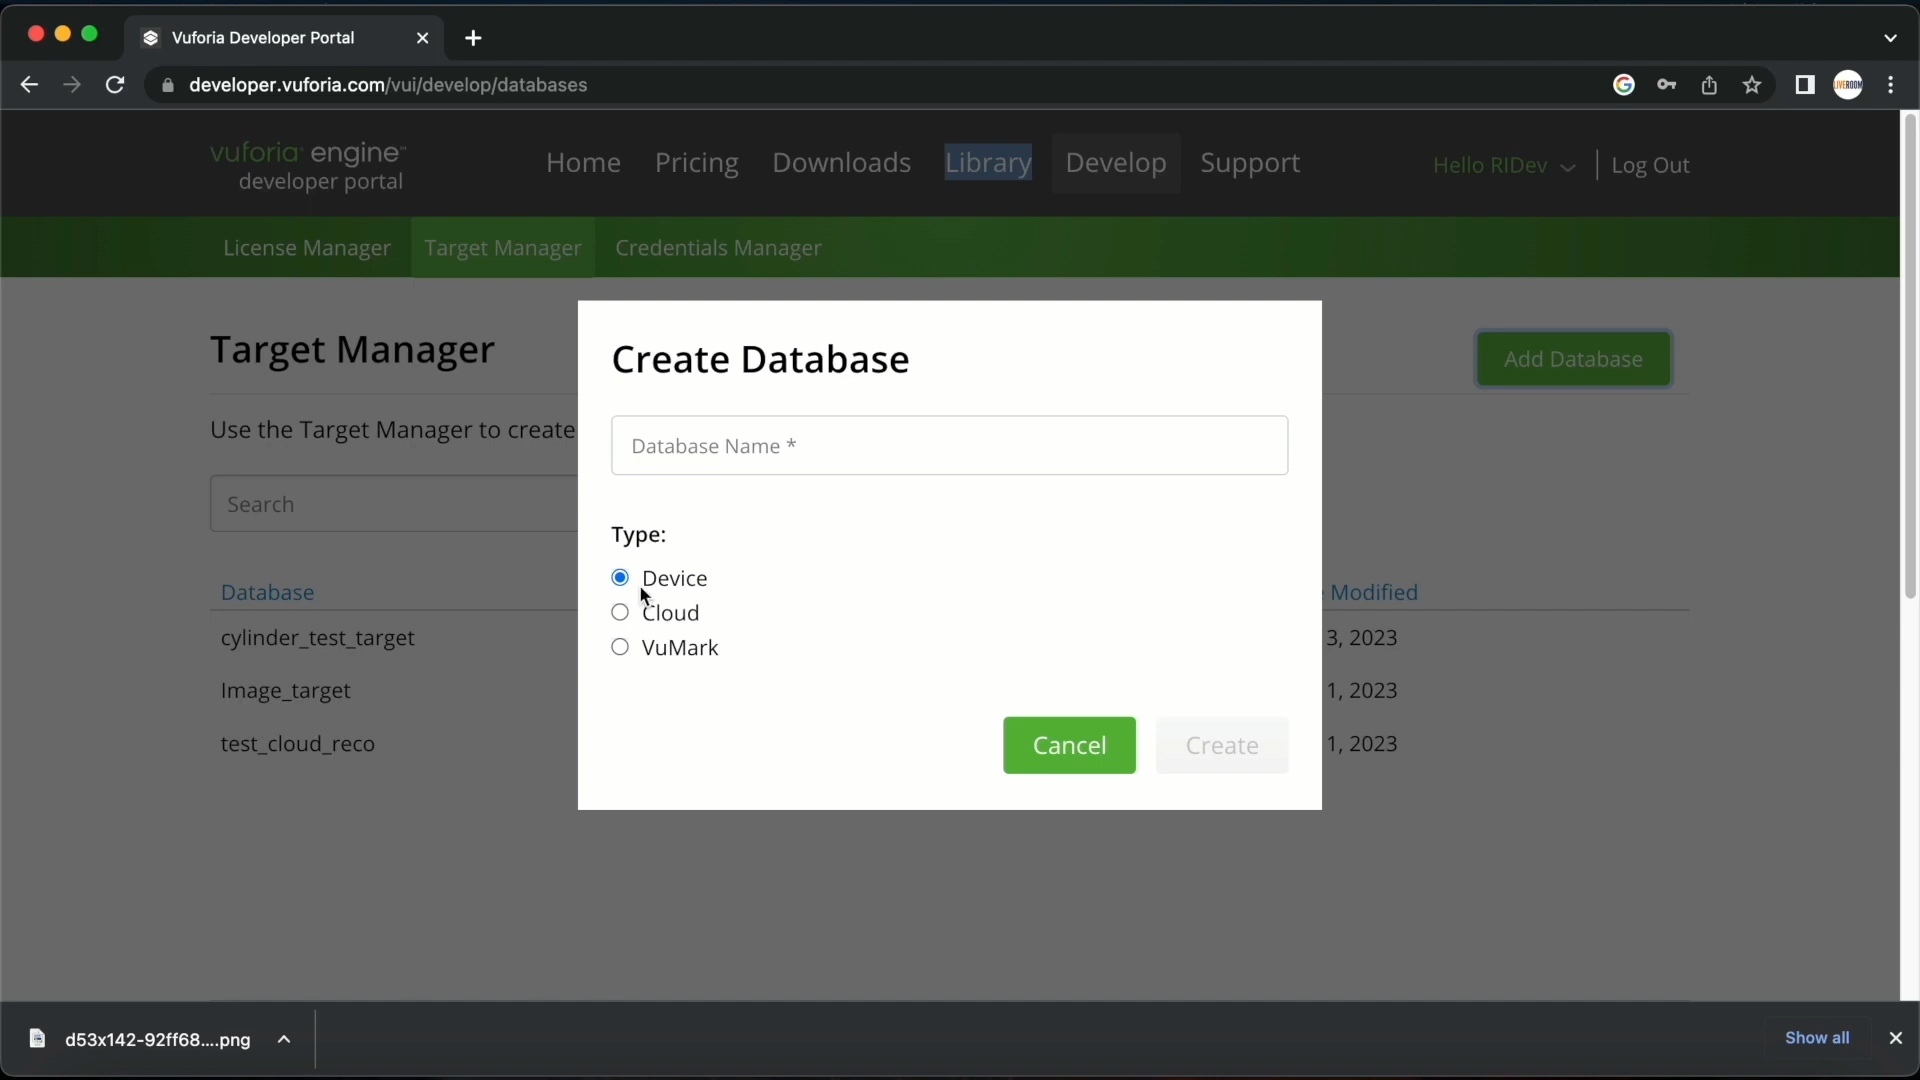 Vuforia Developer Portal
developer.vuforia.com/vui/develop/databases
LIVEROOM
vuforia engine™
developer portal
Home Pricing Downloads Library Develop Support
Hello RIDev Log Out
License Manager Target Manager Credentials Manager
Target Manager
Add Database
Use the Target Manager to create
Search
Database
Modified
cylinder_test_target
3, 2023
Image_target
1, 2023
test_cloud_reco
1, 2023
Create Database
Database Name *
Type:
Device
Cloud
VuMark
Cancel Create
d53x142-92ff68....png
Show all